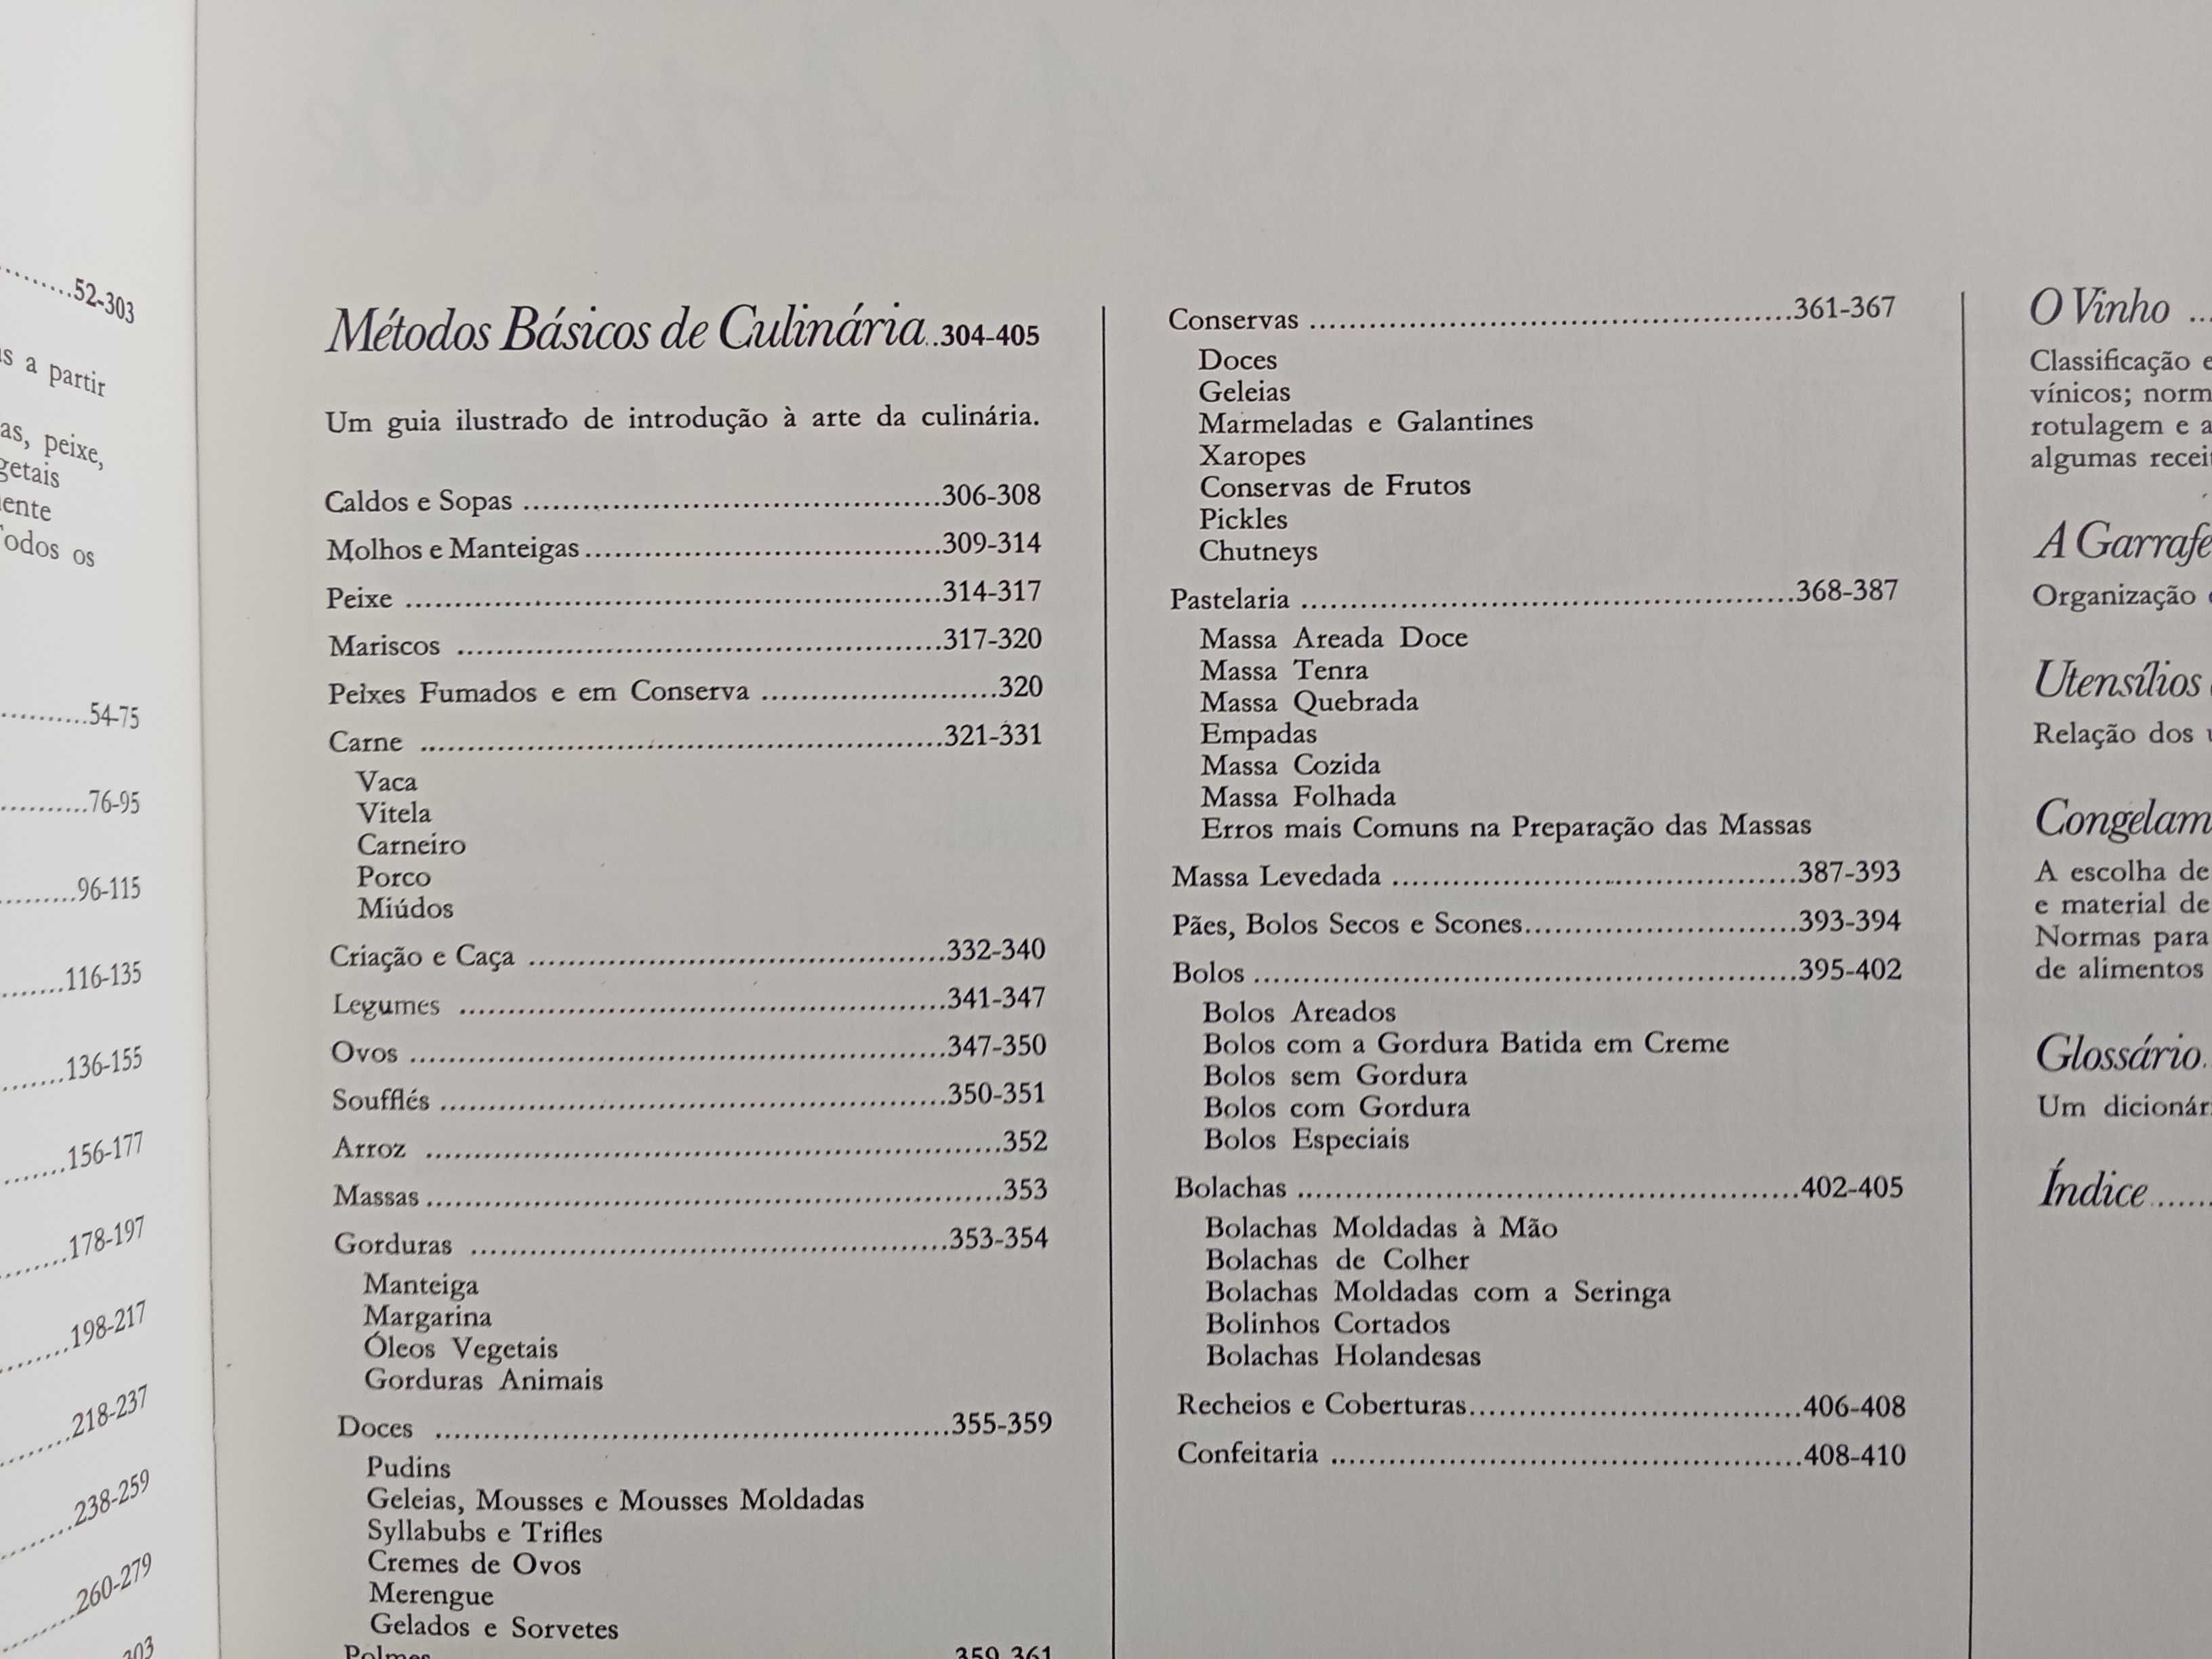 52-303
s a partir
as, peixe,
getais
ente
Todos os
54-75
76-95
96-115
116-135
136-155
156-177
178-197
198-217
218-237
238-259
260-279
303
Métodos Básicos de Culinária..304-405
Um guia ilustrado de introdução à arte da culinária.
Caldos e Sopas ..........306-308
Molhos e Manteigas..........309-314
Peixe ..........314-317
Mariscos ..........317-320
Peixes Fumados e em Conserva ..........320
Carne ..........321-331
Vaca
Vitela
Carneiro
Porco
Miúdos
Criação e Caça ..........332-340
Legumes ..........341-347
Ovos ..........347-350
Soufflés ..........350-351
Arroz ..........352
Massas ..........353
Gorduras ..........353-354
Manteiga
Margarina
Óleos Vegetais
Gorduras Animais
Doces ..........355-359
Pudins
Geleias, Mousses e Mousses Moldadas
Syllabubs e Trifles
Cremes de Ovos
Merengue
Gelados e Sorvetes
Polmes 359-361
Conservas ..........361-367
Doces
Geleias
Marmeladas e Galantines
Xaropes
Conservas de Frutos
Pickles
Chutneys
Pastelaria ..........368-387
Massa Areada Doce
Massa Tenra
Massa Quebrada
Empadas
Massa Cozida
Massa Folhada
Erros mais Comuns na Preparação das Massas
Massa Levedada ..........387-393
Pães, Bolos Secos e Scones..........393-394
Bolos ..........395-402
Bolos Areados
Bolos com a Gordura Batida em Creme
Bolos sem Gordura
Bolos com Gordura
Bolos Especiais
Bolachas ..........402-405
Bolachas Moldadas à Mão
Bolachas de Colher
Bolachas Moldadas com a Seringa
Bolinhos Cortados
Bolachas Holandesas
Recheios e Coberturas..........406-408
Confeitaria ..........408-410
O Vinho ...
Classificação e
vínicos; norm
rotulagem e a
algumas recei
A Garrafe
Organização
Utensílios
Relação dos u
Congelam
A escolha de
e material de
Normas para
de alimentos
Glossário.
Um dicionár
Índice......